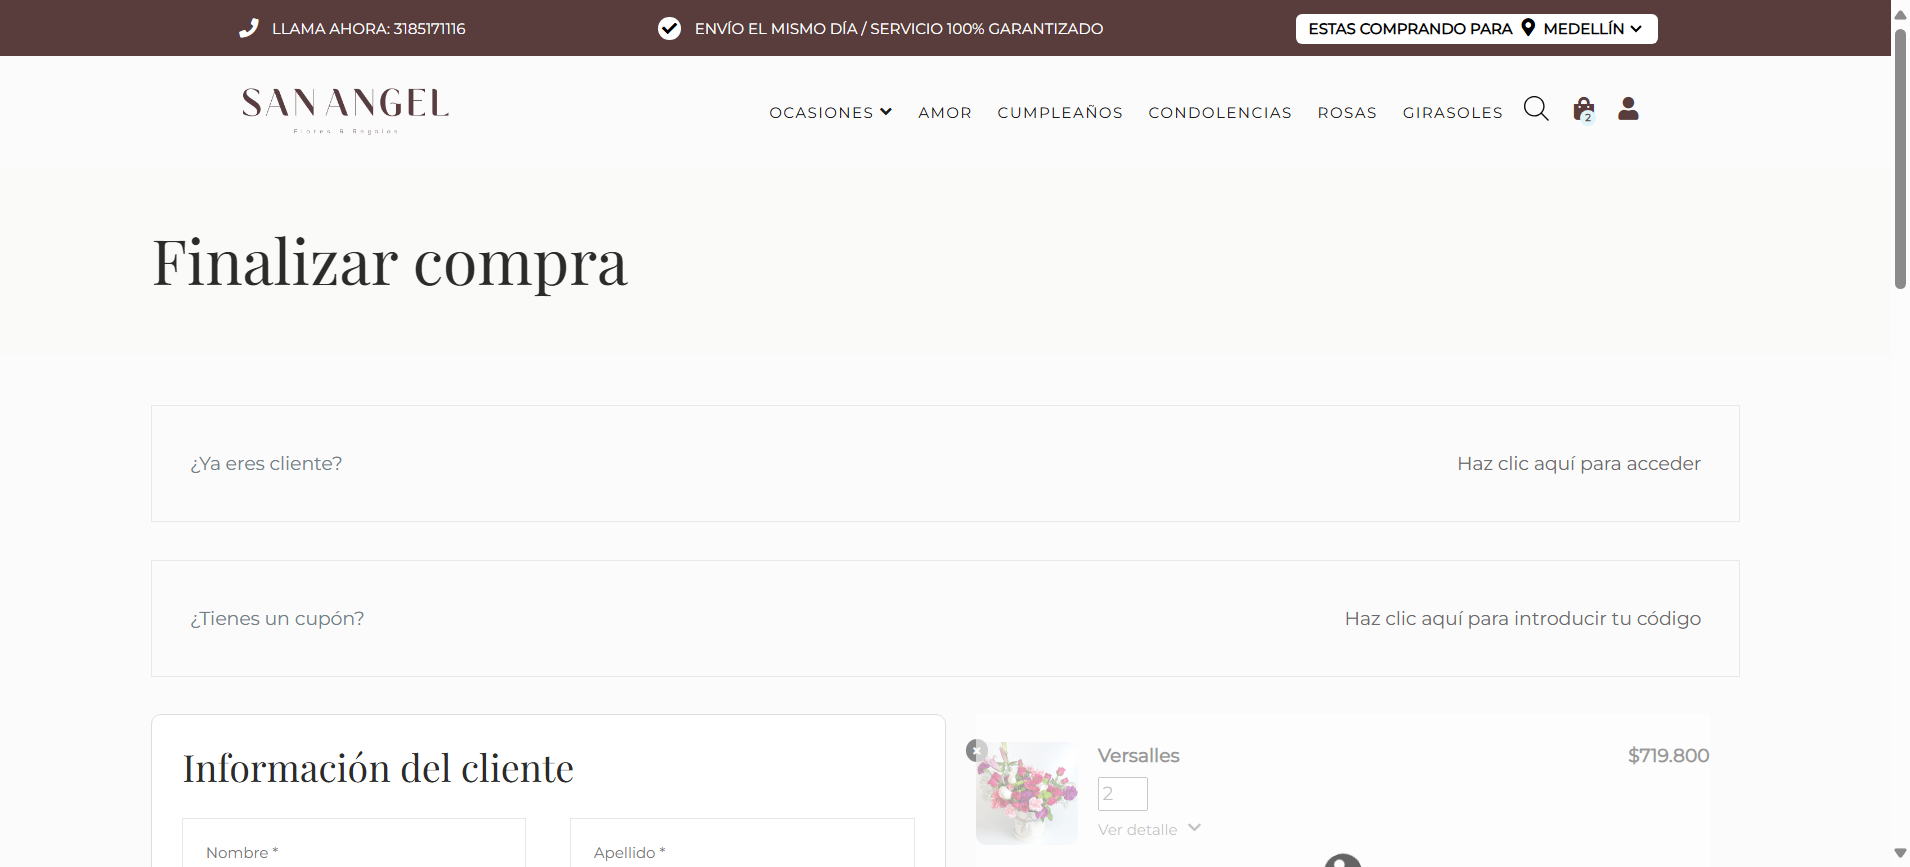 LLAMA AHORA: 3185171116
ENVÍO EL MISMO DÍA / SERVICIO 100% GARANTIZADO
ESTAS COMPRANDO PARA MEDELLÍN
SAN ANGEL
Flores & Regalos
OCASIONES AMOR CUMPLEAÑOS CONDOLENCIAS ROSAS GIRASOLES
2
Finalizar compra
¿Ya eres cliente? Haz clic aquí para acceder
¿Tienes un cupón? Haz clic aquí para introducir tu código
Información del cliente
Nombre *
Apellido *
Versalles $719.800
2
Ver detalle